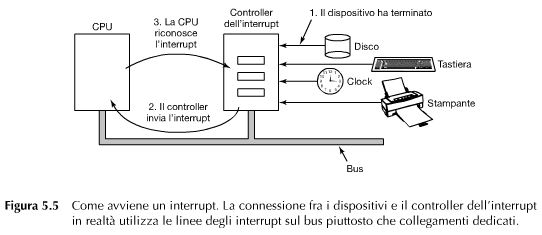 CPU
3. La CPU
riconosce
l'interrupt
Controller
dell'interrupt
1. Il dispositivo ha terminato
Disco
Tastiera
Clock
Stampante
2. Il controller
invia l'interrupt
Bus
Figura 5.5 Come avviene un interrupt. La connessione fra i dispositivi e il controller dell'interrupt
in realtà utilizza le linee degli interrupt sul bus piuttosto che collegamenti dedicati.